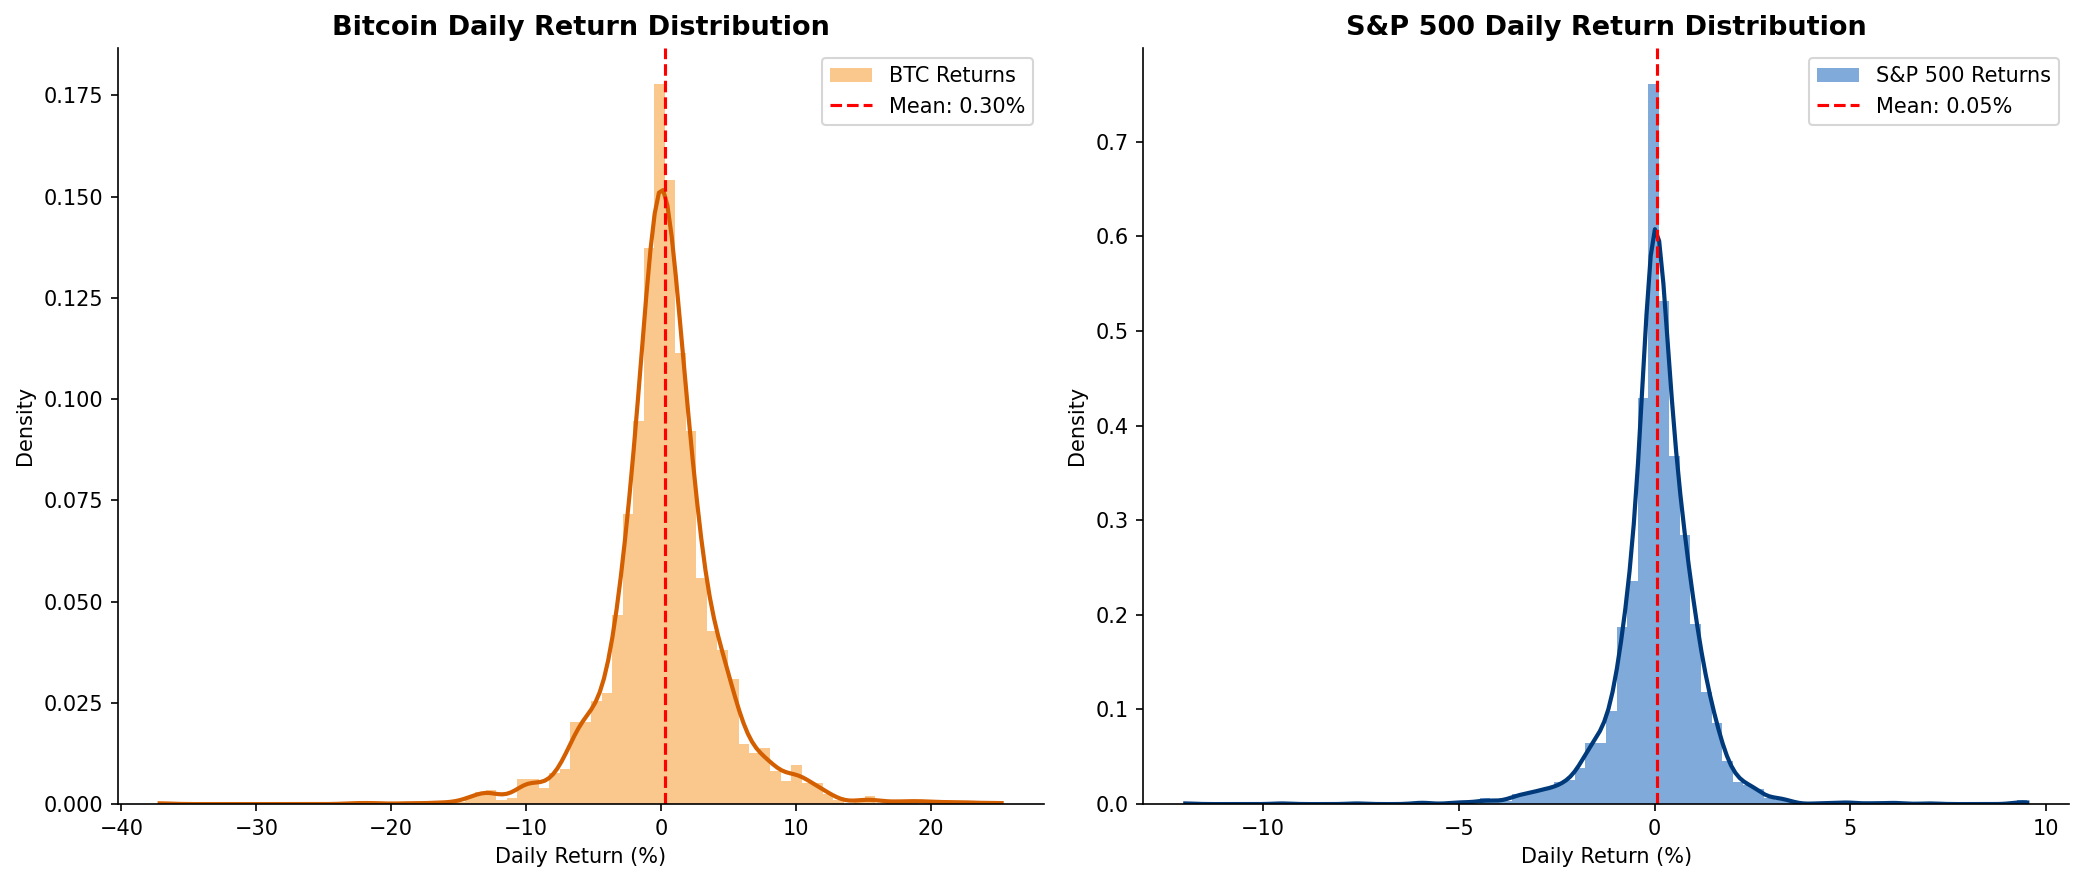 Bitcoin Daily Return Distribution
BTC Returns
Mean: 0.30%
0.175
0.150
0.125
0.100
0.075
0.050
0.025
0.000
Density
−40
−30
−20
−10
0
10
20
Daily Return (%)
S&P 500 Daily Return Distribution
S&P 500 Returns
Mean: 0.05%
0.7
0.6
0.5
0.4
0.3
0.2
0.1
0.0
Density
−10
−5
0
5
10
Daily Return (%)